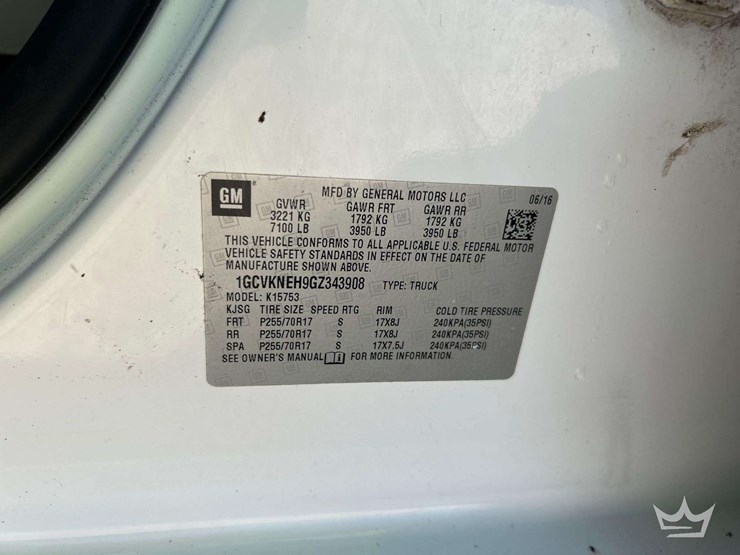 GM
MFD BY GENERAL MOTORS LLC 06/16
GVWR GAWR FRT GAWR RR
3221 KG 1792 KG 1792 KG
7100 LB 3950 LB 3950 LB
THIS VEHICLE CONFORMS TO ALL APPLICABLE U.S. FEDERAL MOTOR
VEHICLE SAFETY STANDARDS IN EFFECT ON THE DATE OF
MANUFACTURE SHOWN ABOVE.
1GCVKNEH9GZ343908 TYPE: TRUCK
MODEL: K15753
KJSG TIRE SIZE SPEED RTG RIM COLD TIRE PRESSURE
FRT P255/70R17 S 17X8J 240KPA(35PSI)
RR P255/70R17 S 17X8J 240KPA(35PSI)
SPA P255/70R17 S 17X7.5J 240KPA(35PSI)
SEE OWNER'S MANUAL FOR MORE INFORMATION.